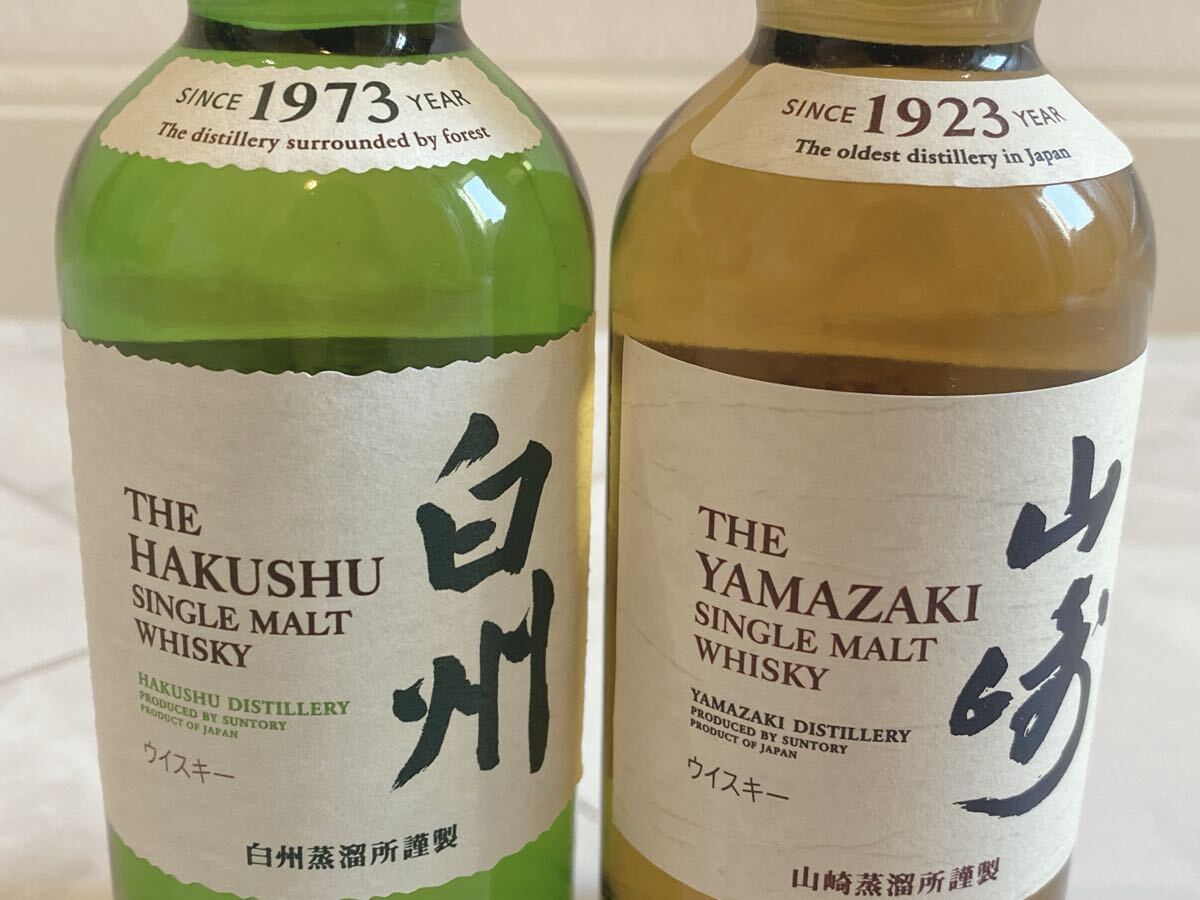 SINCE 1973 YEAR
The distillery surrounded by forest
THE
HAKUSHU
SINGLE MALT
WHISKY
HAKUSHU DISTILLERY
PRODUCED BY SUNTORY
PRODUCT OF JAPAN
ウイスキー
白州
白州蒸溜所謹製
SINCE 1923 YEAR
The oldest distillery in Japan
THE
YAMAZAKI
SINGLE MALT
WHISKY
YAMAZAKI DISTILLERY
PRODUCED BY SUNTORY
PRODUCT OF JAPAN
ウイスキー
山崎
山崎蒸溜所謹製